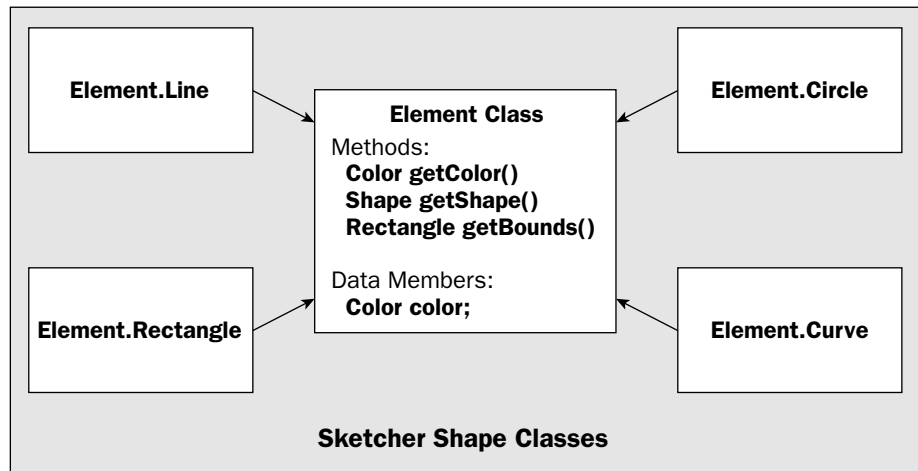 Element.Line
Element.Circle
Element Class
Methods:
Color getColor()
Shape getShape()
Rectangle getBounds()
Data Members:
Color color;
Element.Rectangle
Element.Curve
Sketcher Shape Classes